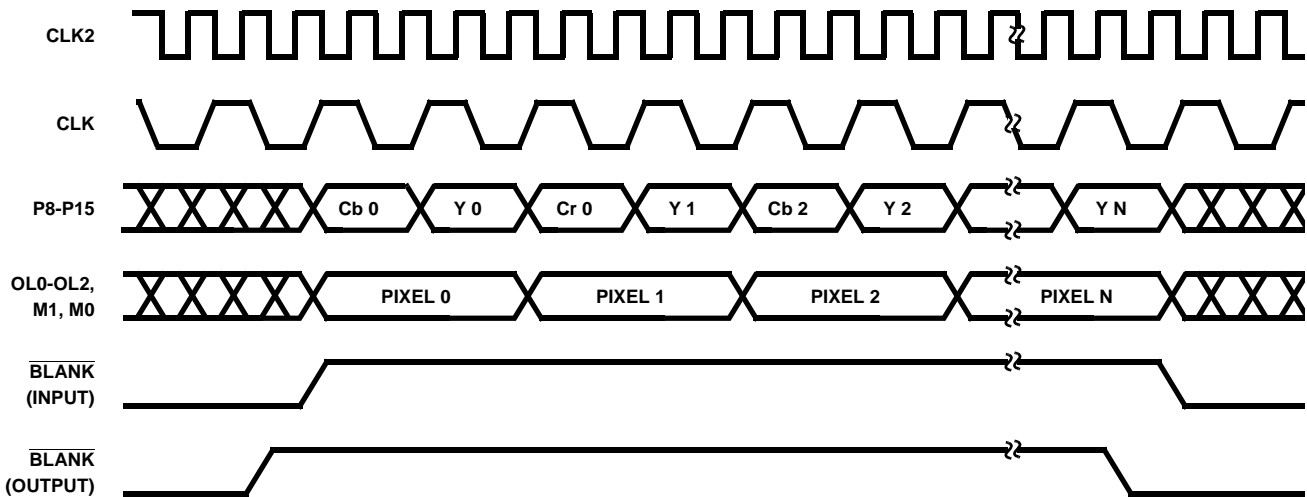 CLK2
CLK
P8-P15
Cb 0 Y 0 Cr 0 Y 1 Cb 2 Y 2 Y N
OL0-OL2,
M1, M0
PIXEL 0 PIXEL 1 PIXEL 2 PIXEL N
BLANK
(INPUT)
BLANK
(OUTPUT)